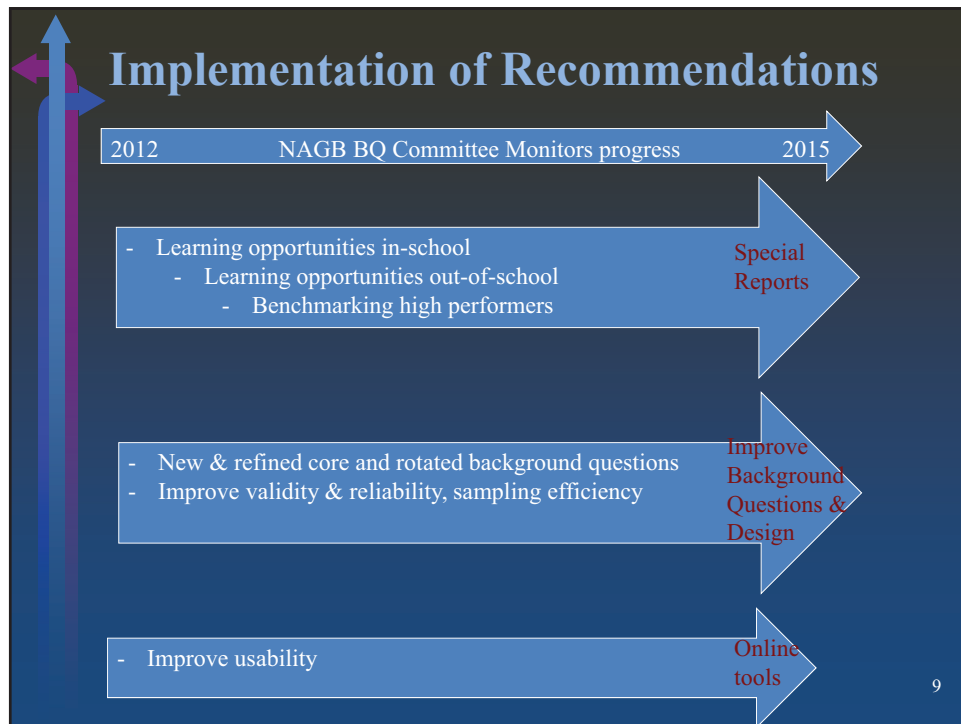 Implementation of Recommendations
2012 NAGB BQ Committee Monitors progress 2015
- Learning opportunities in-school
- Learning opportunities out-of-school
- Benchmarking high performers
Special
Reports
- New & refined core and rotated background questions
- Improve validity & reliability, sampling efficiency
Improve
Background
Questions &
Design
- Improve usability
Online
tools
9